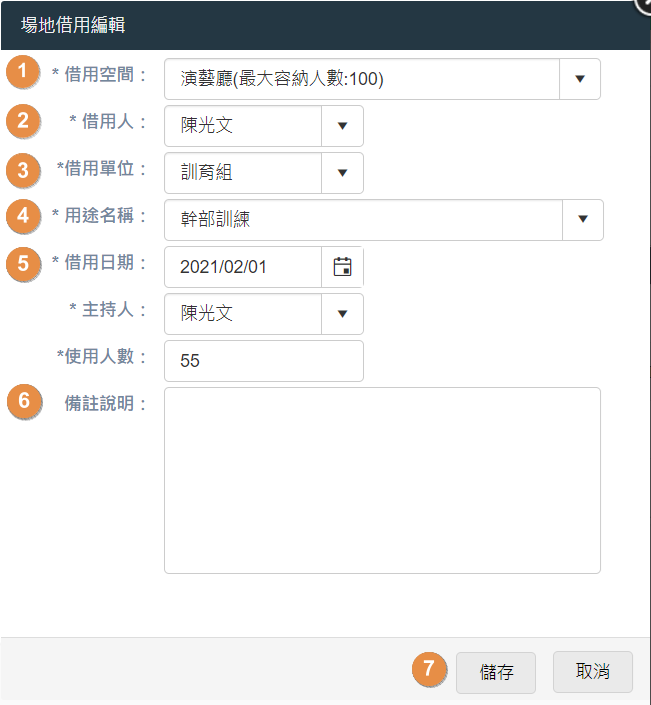 場地借用編輯
1 * 借用空間： 演藝廳(最大容納人數:100)
2 * 借用人： 陳光文
3 *借用單位： 訓育組
4 * 用途名稱： 幹部訓練
5 * 借用日期： 2021/02/01
* 主持人： 陳光文
*使用人數： 55
6 備註說明：
7 儲存 取消